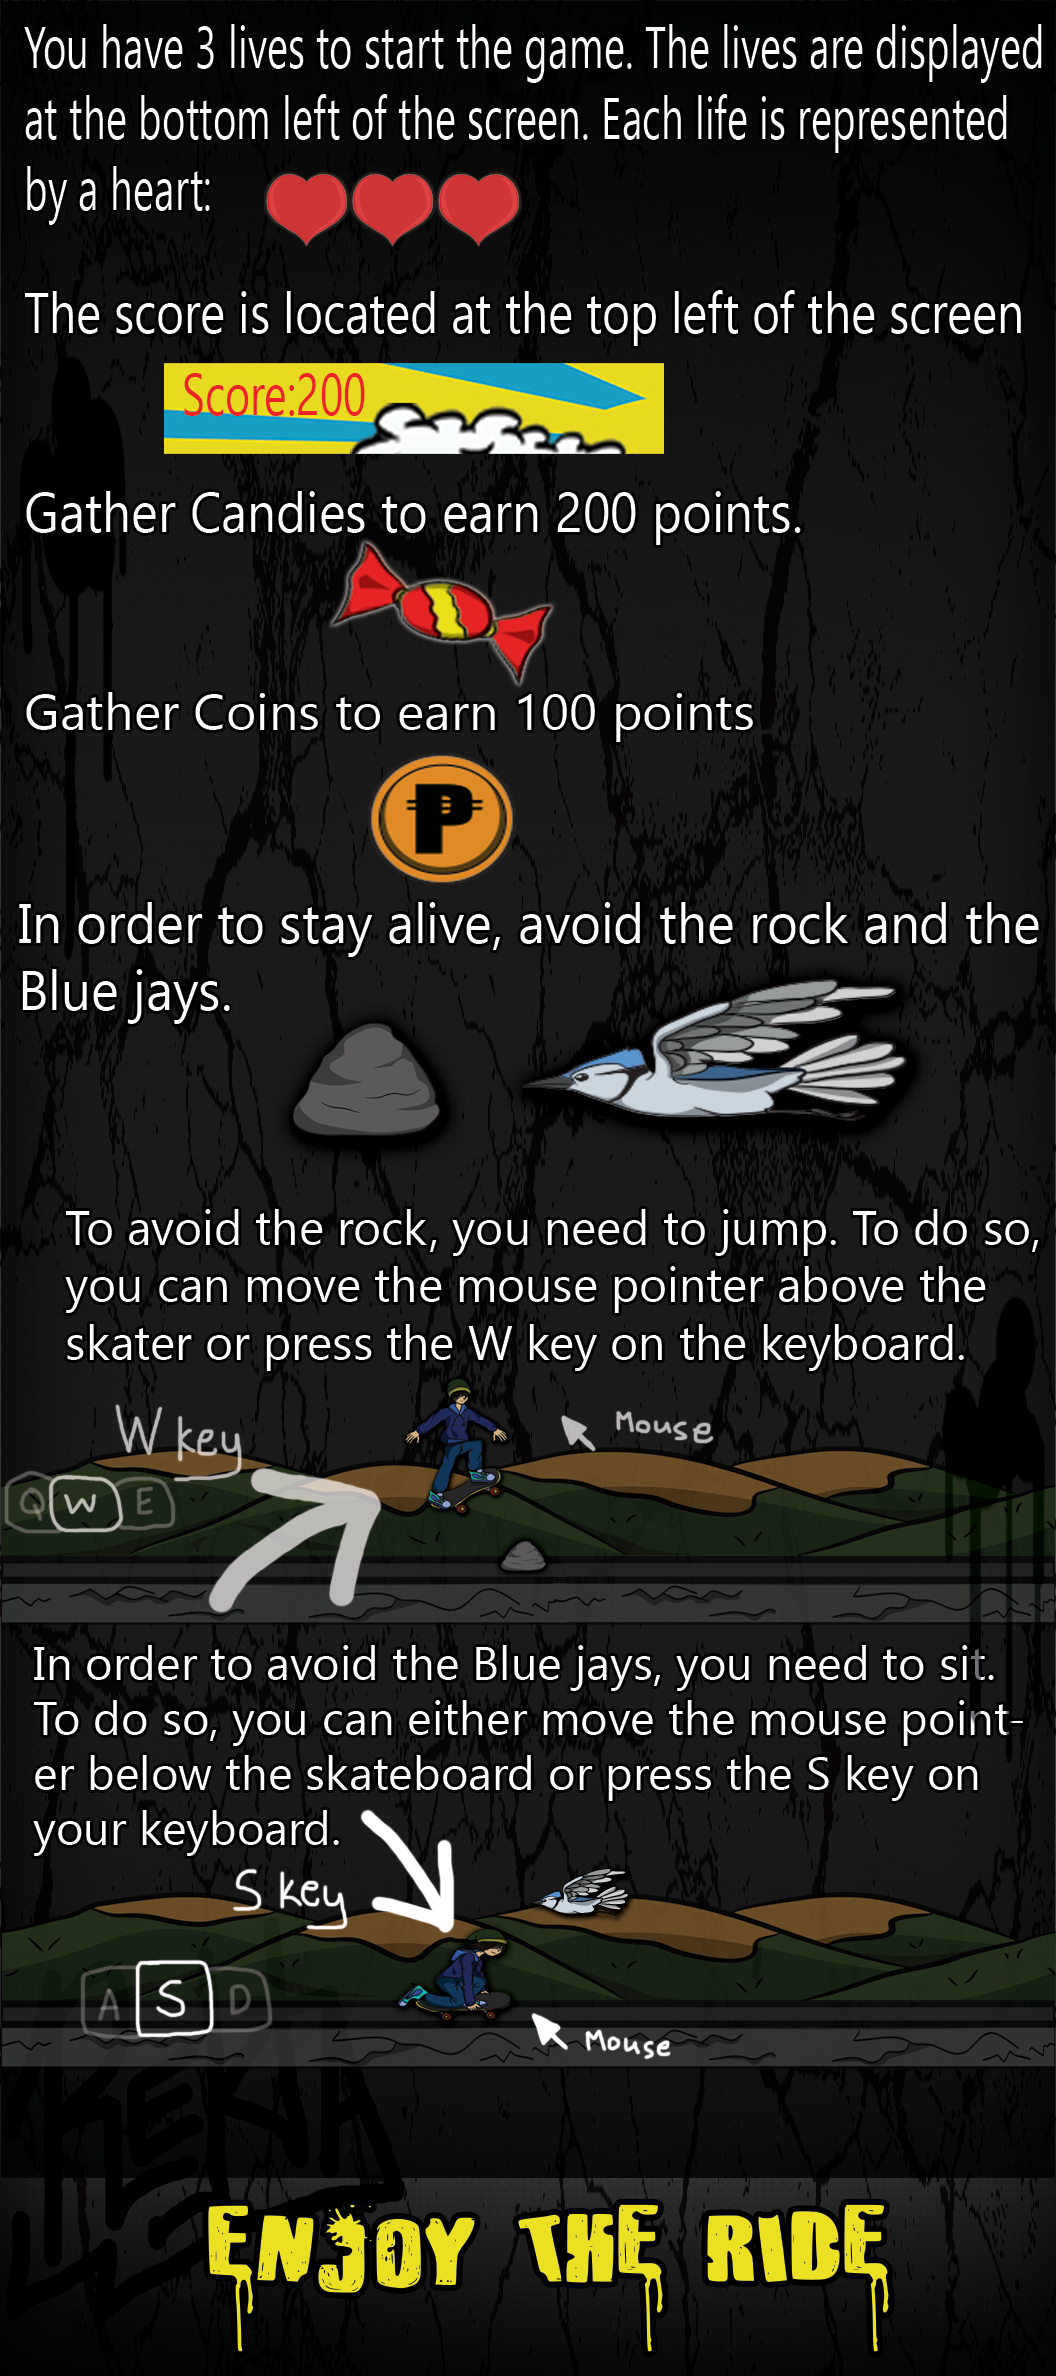 You have 3 lives to start the game. The lives are displayed
at the bottom left of the screen. Each life is represented
by a heart:
The score is located at the top left of the screen
Score:200
Gather Candies to earn 200 points.
Gather Coins to earn 100 points
P
In order to stay alive, avoid the rock and the
Blue jays.
To avoid the rock, you need to jump. To do so,
you can move the mouse pointer above the
skater or press the W key on the keyboard.
W key
Mouse
Q W E
In order to avoid the Blue jays, you need to sit.
To do so, you can either move the mouse point-
er below the skateboard or press the S key on
your keyboard.
S key
A S D
Mouse
ENJOY THE RIDE